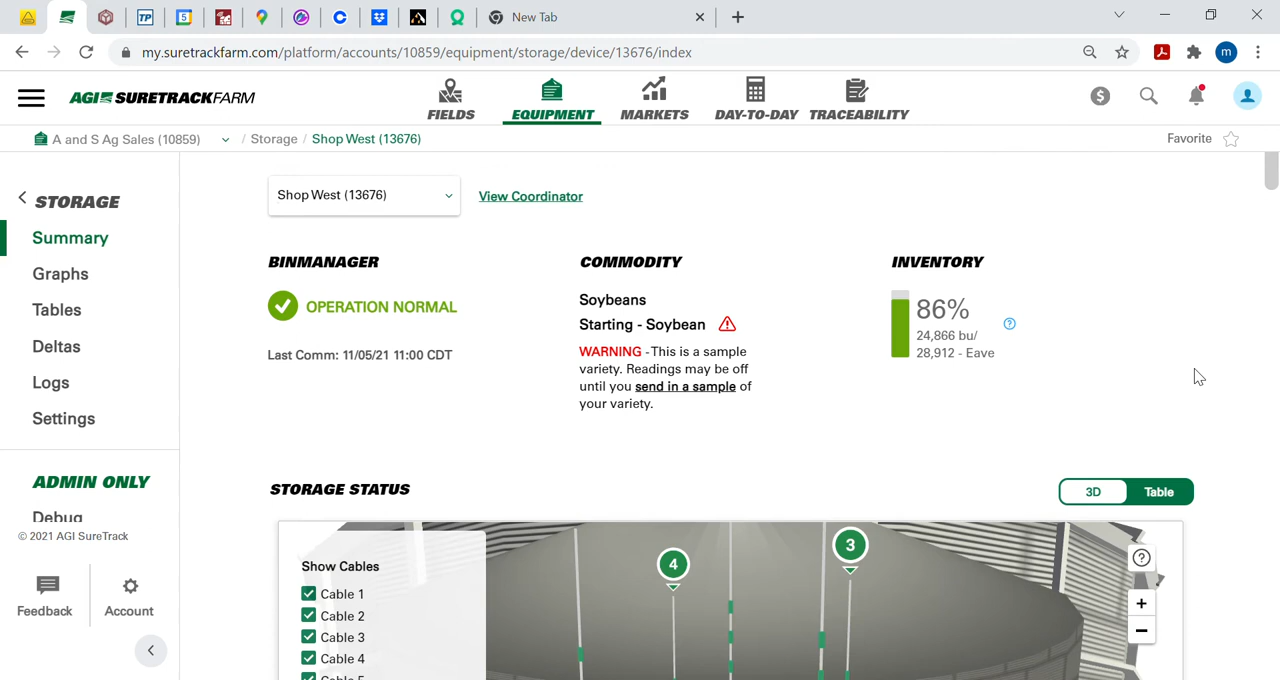 New Tab
my.suretrackfarm.com/platform/accounts/10859/equipment/storage/device/13676/index
m
AGI SURETRACKFARM
FIELDS
EQUIPMENT
MARKETS
DAY-TO-DAY
TRACEABILITY
A and S Ag Sales (10859) / Storage / Shop West (13676)
Favorite
STORAGE
Summary
Graphs
Tables
Deltas
Logs
Settings
ADMIN ONLY
Debug
© 2021 AGI SureTrack
Feedback
Account
Shop West (13676)
View Coordinator
BINMANAGER
OPERATION NORMAL
Last Comm: 11/05/21 11:00 CDT
COMMODITY
Soybeans
Starting - Soybean
WARNING - This is a sample
variety. Readings may be off
until you send in a sample of
your variety.
INVENTORY
86%
24,866 bu/
28,912 - Eave
STORAGE STATUS
3D
Table
Show Cables
Cable 1
Cable 2
Cable 3
Cable 4
Cable 5
4
3